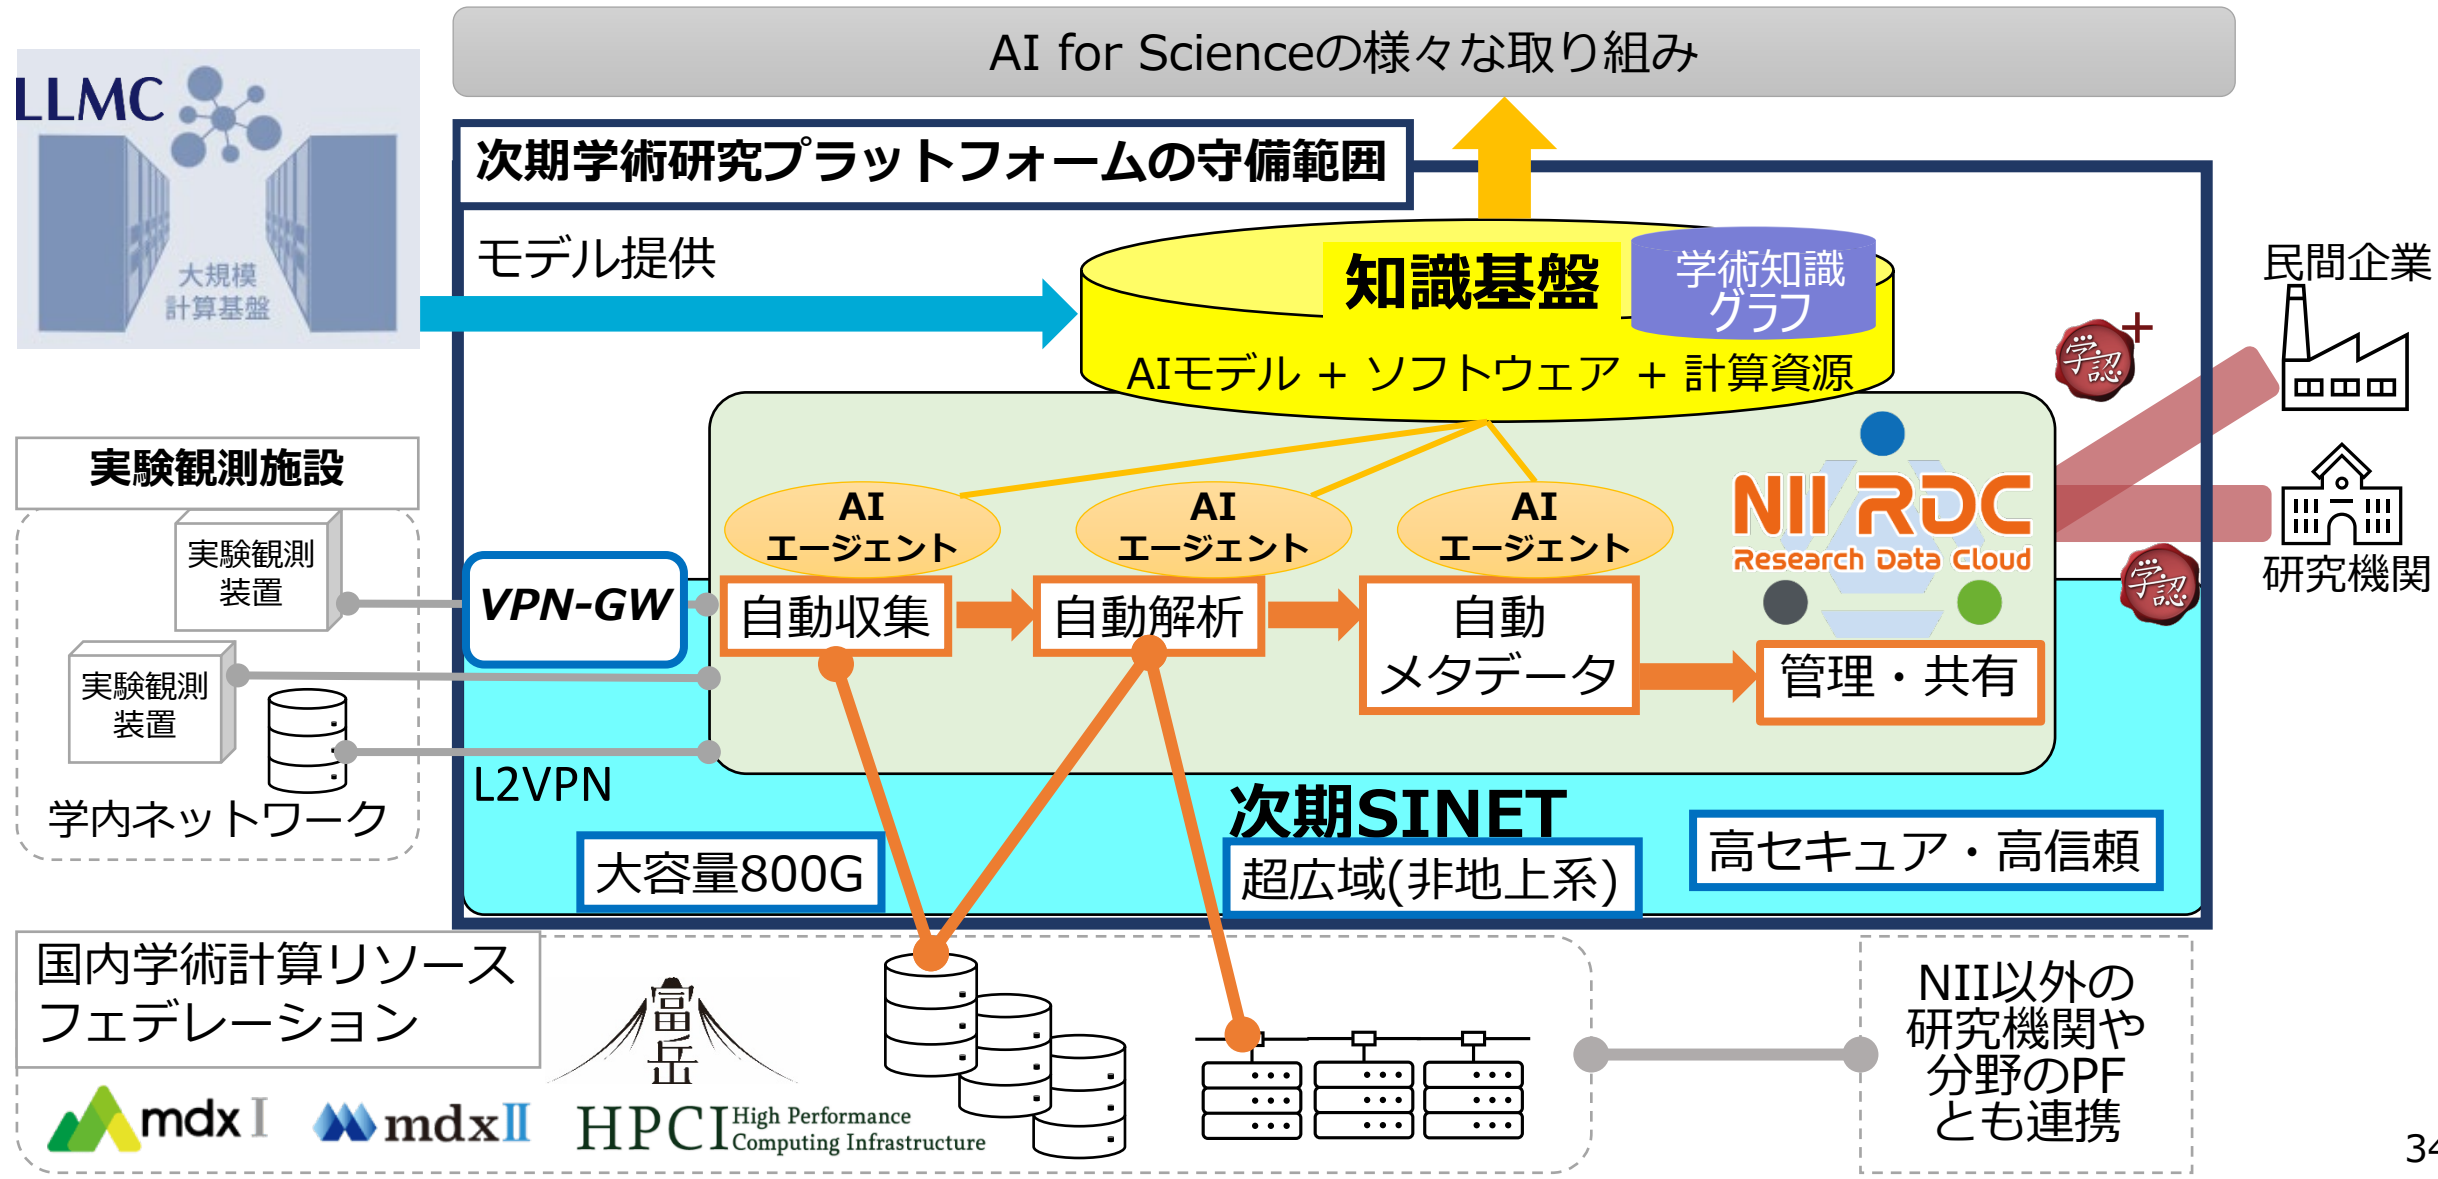 AI for Scienceの様々な取り組み
LLMC
大規模
計算基盤
次期学術研究プラットフォームの守備範囲
モデル提供
知識基盤
学術知識
グラフ
AIモデル + ソフトウェア + 計算資源
民間企業
学認+
研究機関
学認
実験観測施設
実験観測
装置
実験観測
装置
学内ネットワーク
VPN-GW
L2VPN
AI
エージェント
AI
エージェント
AI
エージェント
NII RDC
Research Data Cloud
自動収集
自動解析
自動
メタデータ
管理・共有
次期SINET
大容量800G
超広域(非地上系)
高セキュア・高信頼
国内学術計算リソース
フェデレーション
富岳
mdx I
mdx II
HPCI High Performance
Computing Infrastructure
NII以外の
研究機関や
分野のPF
とも連携
34